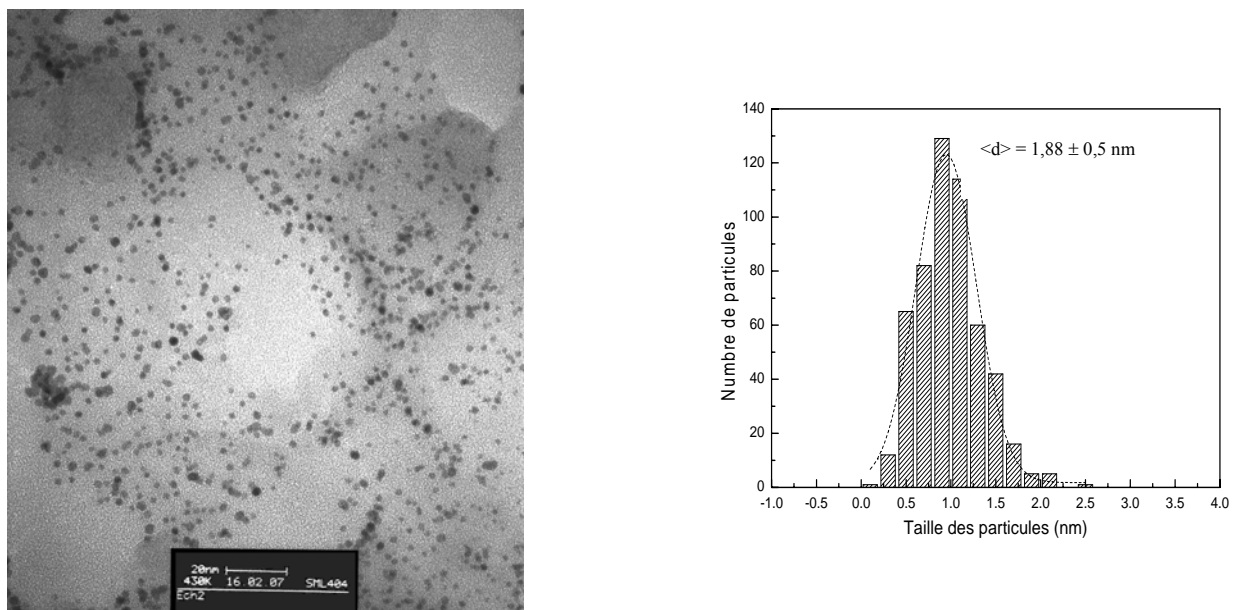 20nm
430K 16.02.07 SML404
Ech2
<d> = 1,88 ± 0,5 nm
Numbre de particules
140
120
100
80
60
40
20
0
-1.0 -0.5 0.0 0.5 1.0 1.5 2.0 2.5 3.0 3.5 4.0
Taille des particules (nm)